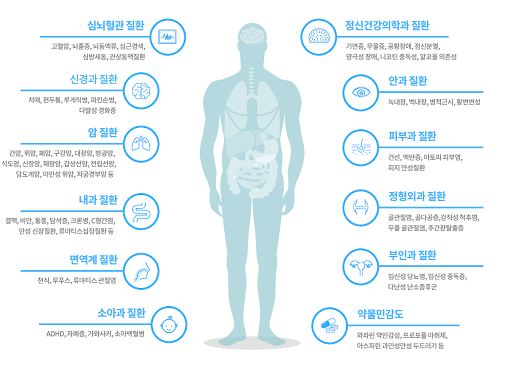 심뇌혈관 질환
고혈압, 뇌졸중, 뇌동맥류, 심근경색,
심방세동, 관상동맥질환
신경과 질환
치매, 편두통, 루게릭병, 파킨슨병,
다발성 경화증
암 질환
간암, 위암, 폐암, 구강암, 대장암, 방광암,
식도암, 신장암, 췌장암, 갑상선암, 전립선암,
담도계암, 미만성 위암, 자궁경부암 등
내과 질환
결핵, 비만, 통풍, 담석증, 크론병, C형간염,
만성 신장질환, 류마티스심장질환 등
면역계 질환
천식, 루푸스, 류마티스 관절염
소아과 질환
ADHD, 자폐증, 가와사키, 소아백혈병
정신건강의학과 질환
기면증, 우울증, 공황장애, 정신분열,
양극성 장애, 니코틴 중독성, 알코올 의존성
안과 질환
녹내장, 백내장, 병적근시, 황변변성
피부과 질환
건선, 백반증, 아토피 피부염,
피지 만성질환
정형외과 질환
골관절염, 골다공증, 강직성 척추염,
무릎 골관절염, 추간판탈출증
부인과 질환
임신성 당뇨병, 임신성 중독증,
다낭성 난소증후군
약물민감도
와파린 약인감성, 프로포폴 마취제,
아스피린 과민성만성 두드러기 등